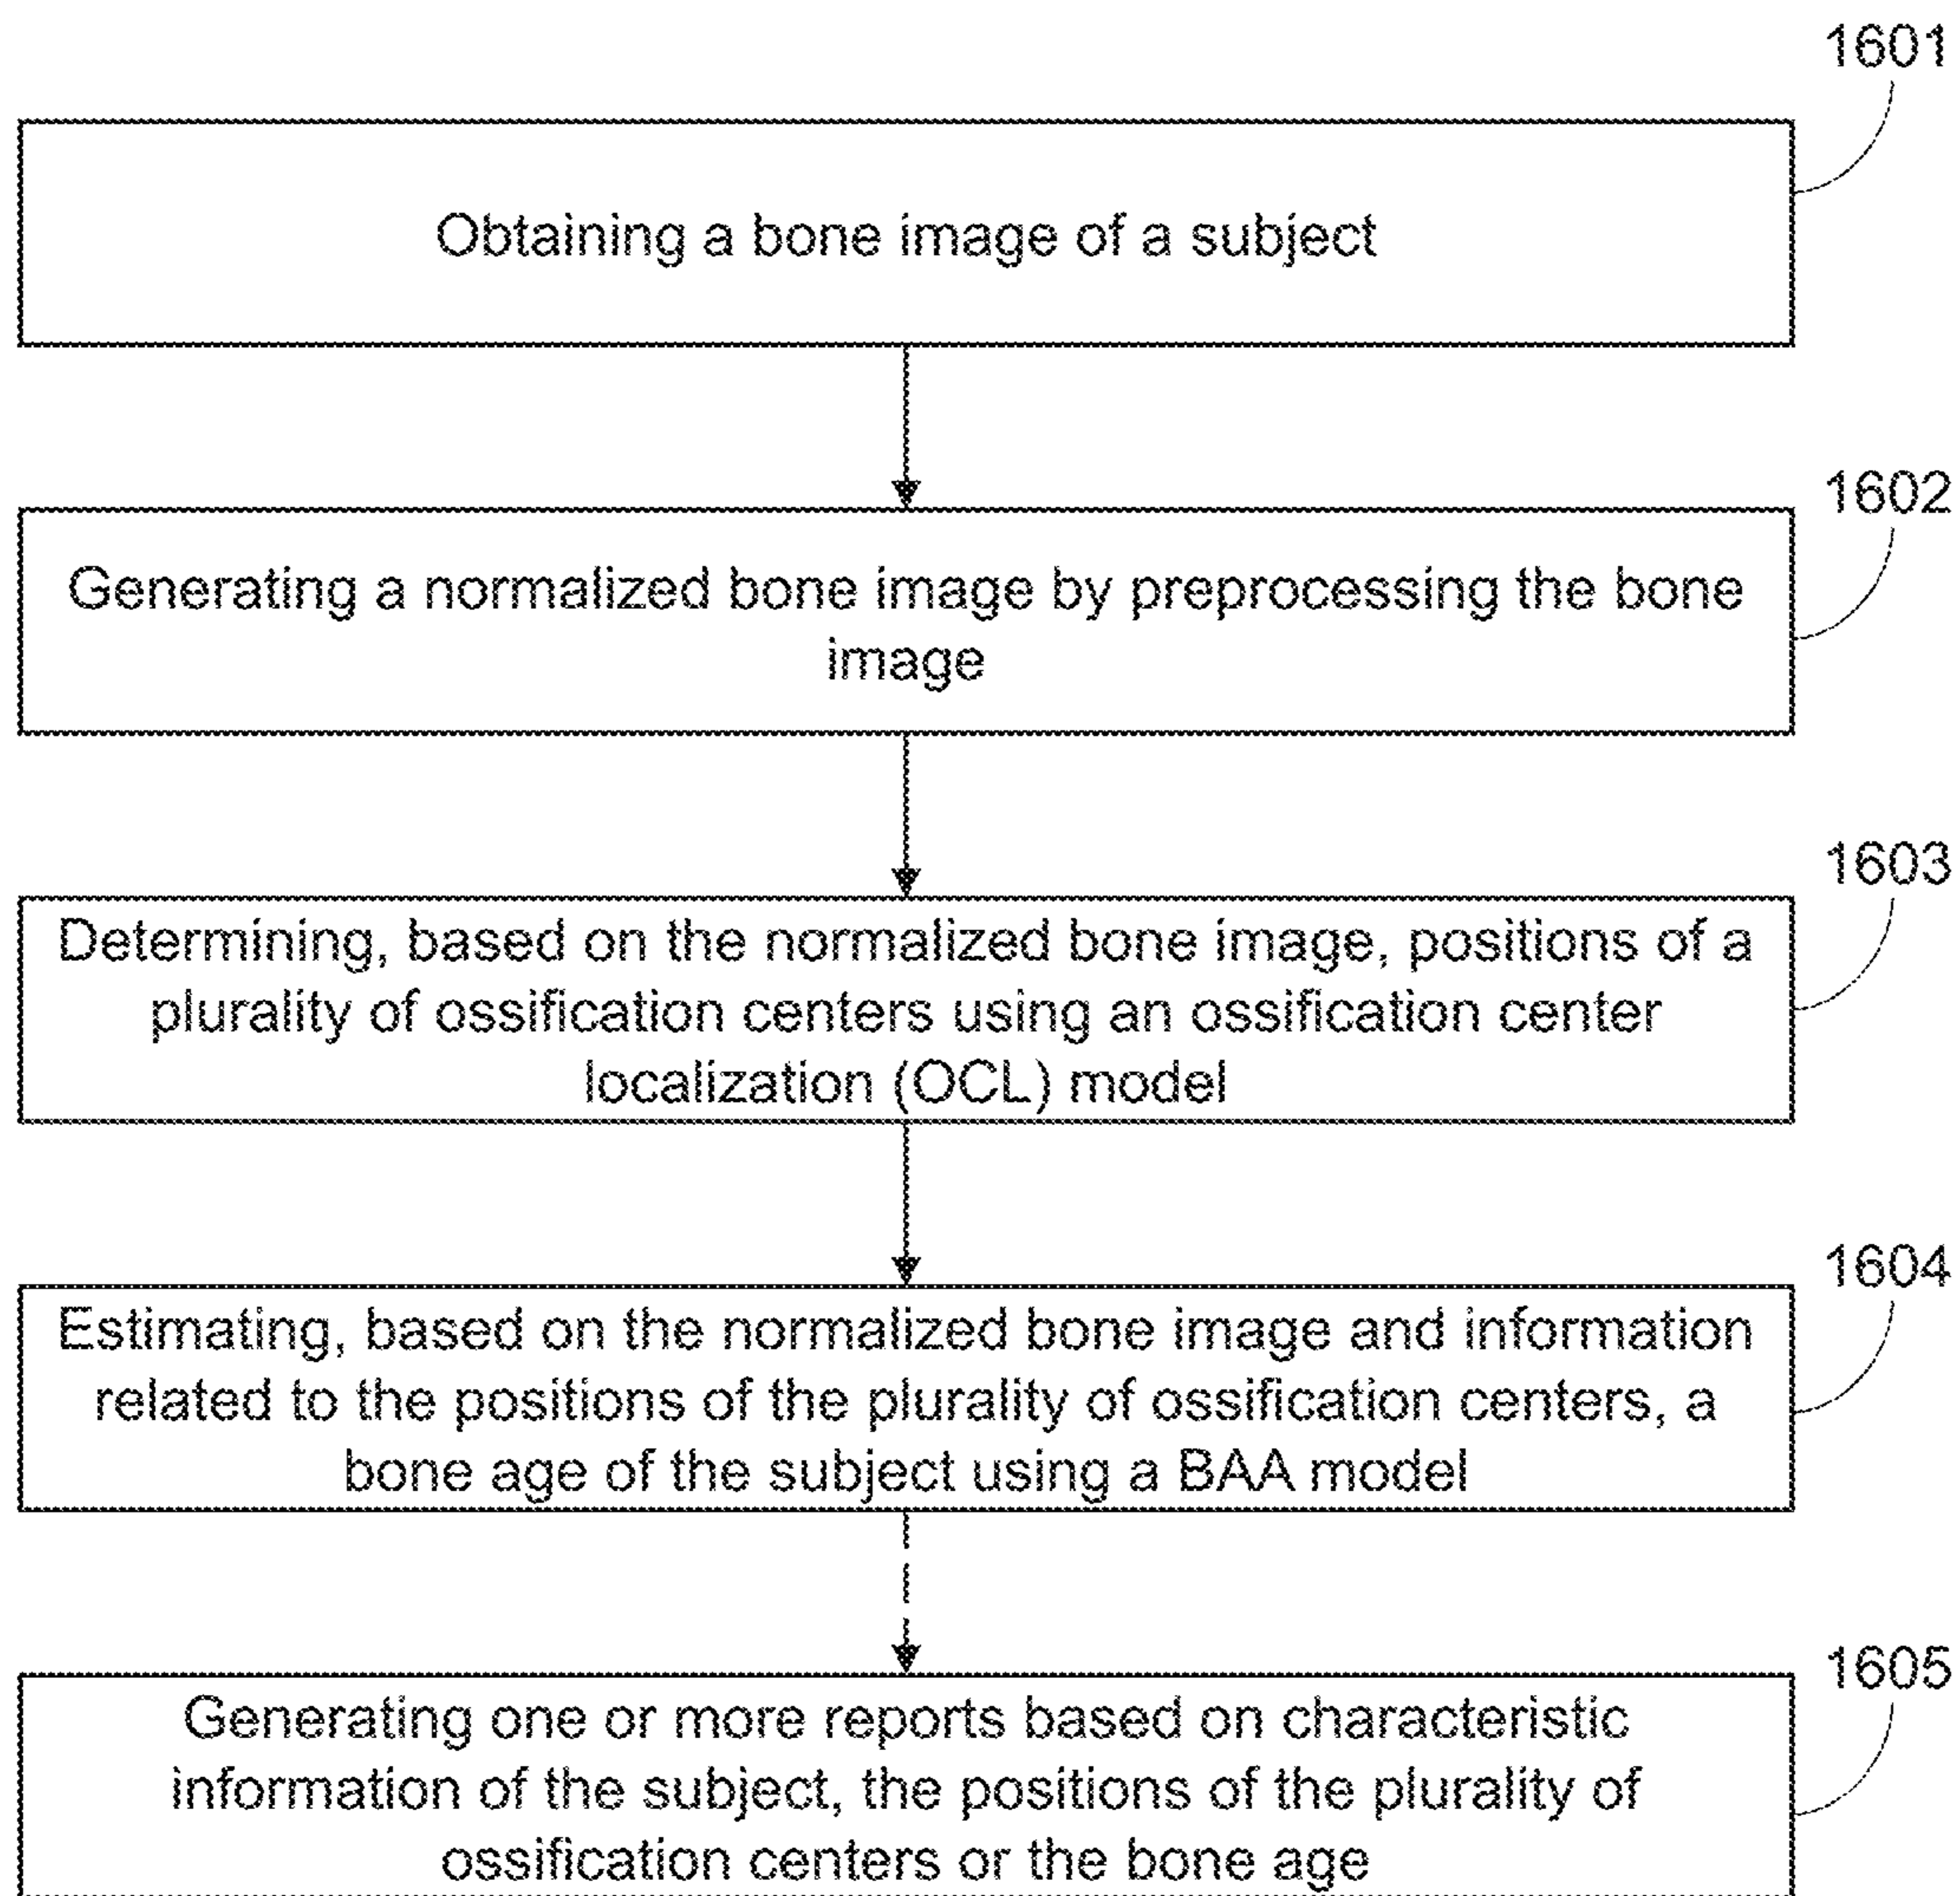 1601
Obtaining a bone image of a subject
1602
Generating a normalized bone image by preprocessing the bone
image
1603
Determining, based on the normalized bone image, positions of a
plurality of ossification centers using an ossification center
localization (OCL) model
1604
Estimating, based on the normalized bone image and information
related to the positions of the plurality of ossification centers, a
bone age of the subject using a BAA model
1605
Generating one or more reports based on characteristic
information of the subject, the positions of the plurality of
ossification centers or the bone age